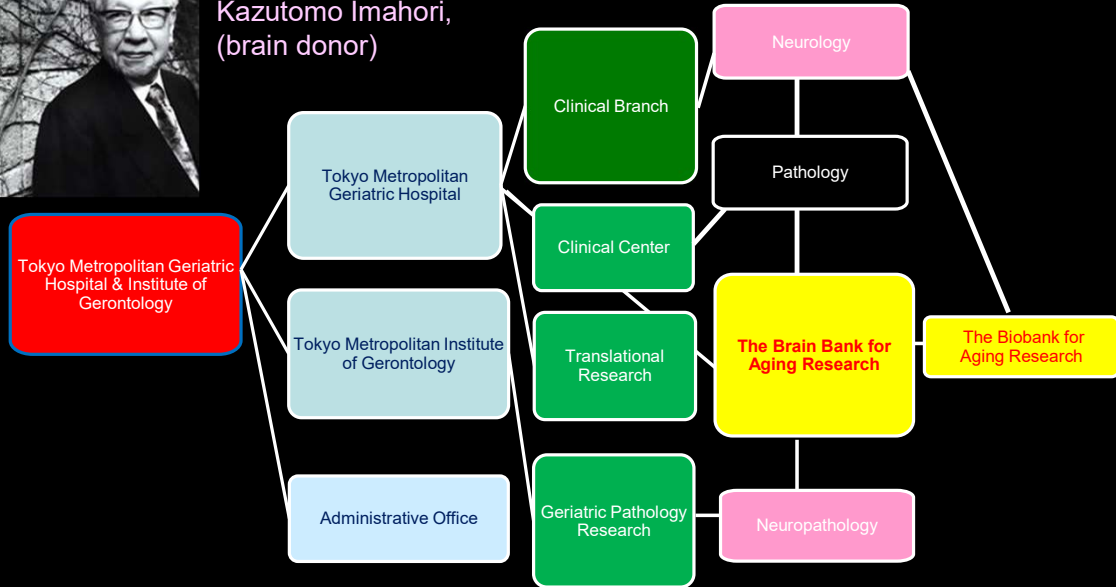 Kazutomo Imahori,
(brain donor)
Tokyo Metropolitan Geriatric
Hospital & Institute of
Gerontology
Tokyo Metropolitan
Geriatric Hospital
Tokyo Metropolitan Institute
of Gerontology
Administrative Office
Clinical Branch
Clinical Center
Translational
Research
Geriatric Pathology
Research
Neurology
Pathology
The Brain Bank for
Aging Research
Neuropathology
The Biobank for
Aging Research